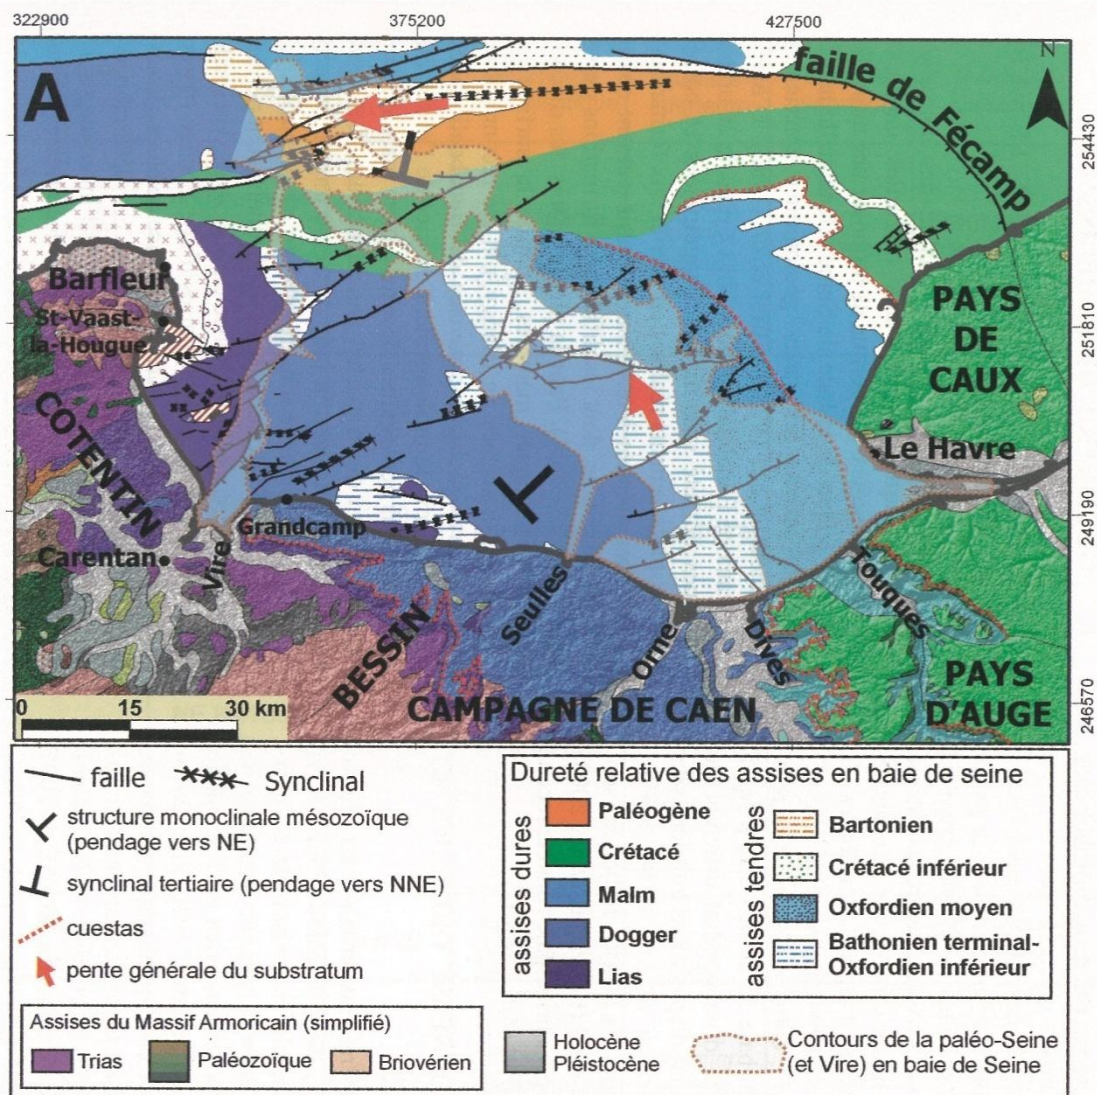 322900
375200
427500
A
N
faille de Fécamp
254430
251810
249190
246570
Barfleur
St-Vaast-
la-Hougue
COTENTIN
Carentan
Vire
Grandcamp
BESSIN
Seulles
CAMPAGNE DE CAEN
Orne
Dives
Touques
PAYS
DE
CAUX
Le Havre
PAYS
D'AUGE
0 15 30 km
faille Synclinal
structure monoclinale mésozoïque
(pendage vers NE)
synclinal tertiaire (pendage vers NNE)
cuestas
pente générale du substratum
Assises du Massif Armoricain (simplifié)
Trias Paléozoïque Briovérien
Dureté relative des assises en baie de seine
assises dures
Paléogène
Crétacé
Malm
Dogger
Lias
assises tendres
Bartonien
Crétacé inférieur
Oxfordien moyen
Bathonien terminal-
Oxfordien inférieur
Holocène
Pléistocène
Contours de la paléo-Seine
(et Vire) en baie de Seine